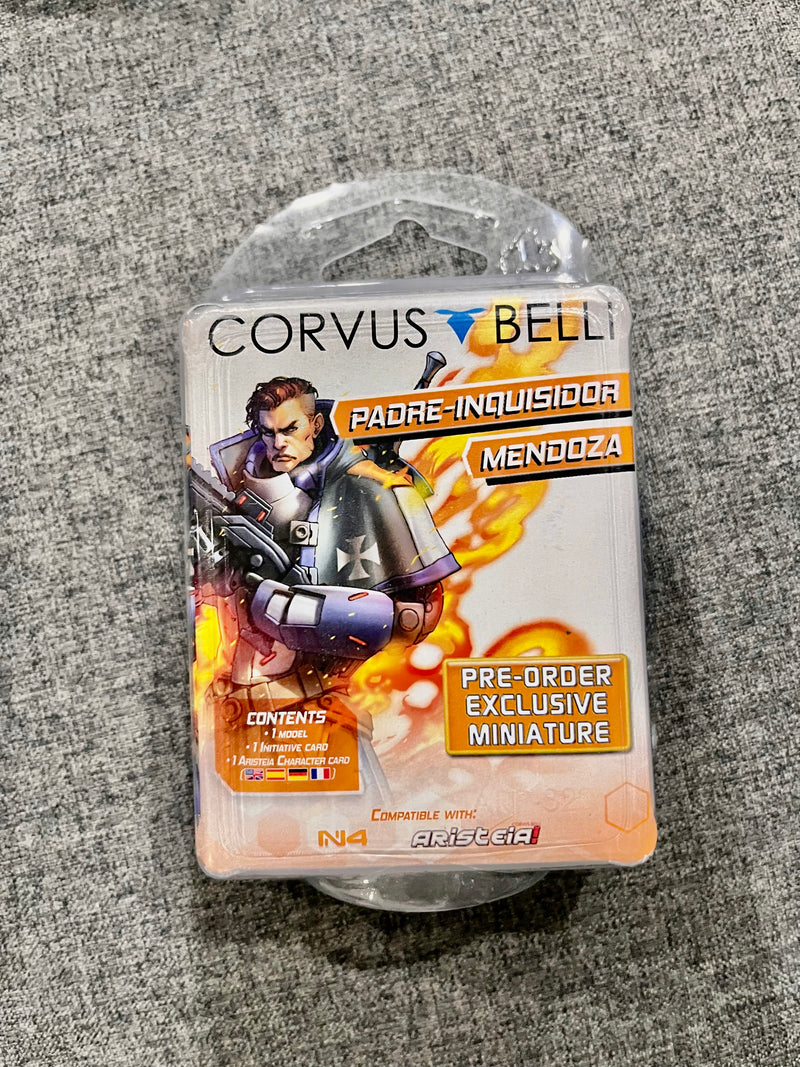 CORVUS BELLI
PADRE-INQUISIDOR
MENDOZA
PRE-ORDER
EXCLUSIVE
MINIATURE
CONTENTS
• 1 MODEL
• 1 INITIATIVE CARD
• 1 ARISTEIA CHARACTER CARD
COMPATIBLE WITH:
N4
ARISTEIA!